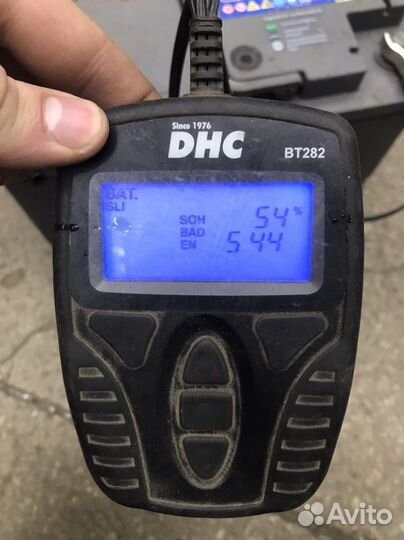 Since 1976
DHC
BT282
BAT.
SLI
SOH 54 %
BAD
EN 544
Avito